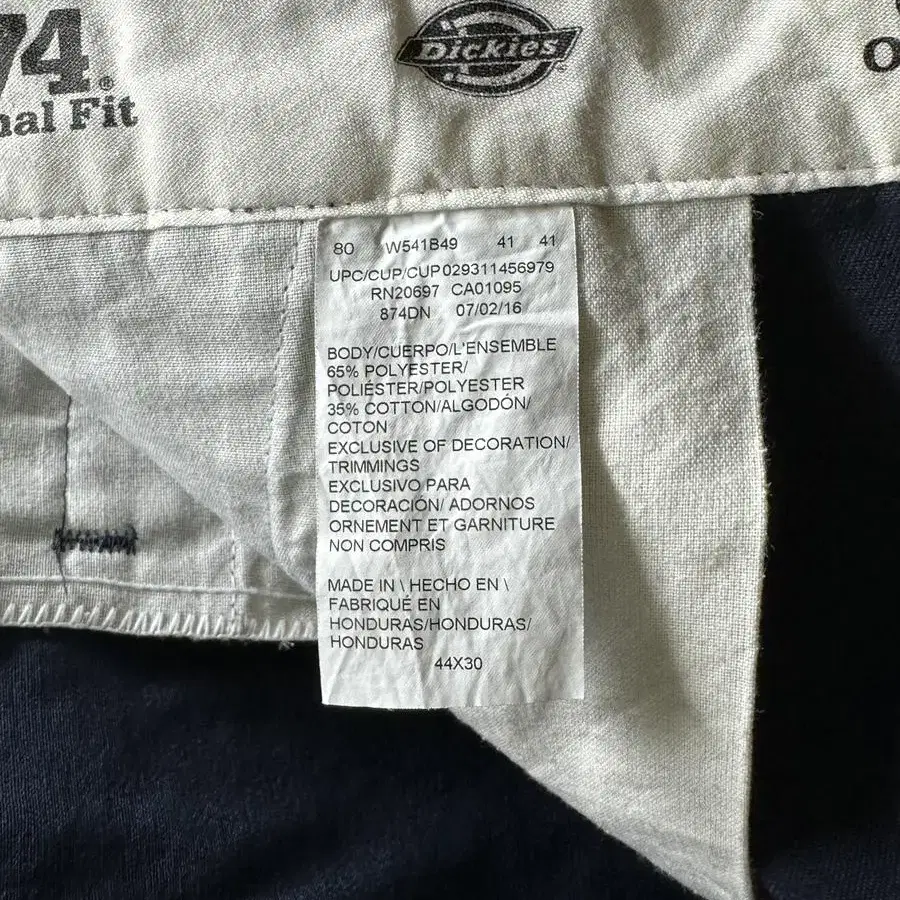 74®
nal Fit
Dickies
80 W541B49 41 41
UPC/CUP/CUP029311456979
RN20697 CA01095
874DN 07/02/16
BODY/CUERPO/L'ENSEMBLE
65% POLYESTER/
POLIÉSTER/POLYESTER
35% COTTON/ALGODÓN/
COTON
EXCLUSIVE OF DECORATION/
TRIMMINGS
EXCLUSIVO PARA
DECORACIÓN/ ADORNOS
ORNEMENT ET GARNITURE
NON COMPRIS
MADE IN \ HECHO EN \
FABRIQUÉ EN
HONDURAS/HONDURAS/
HONDURAS
44X30